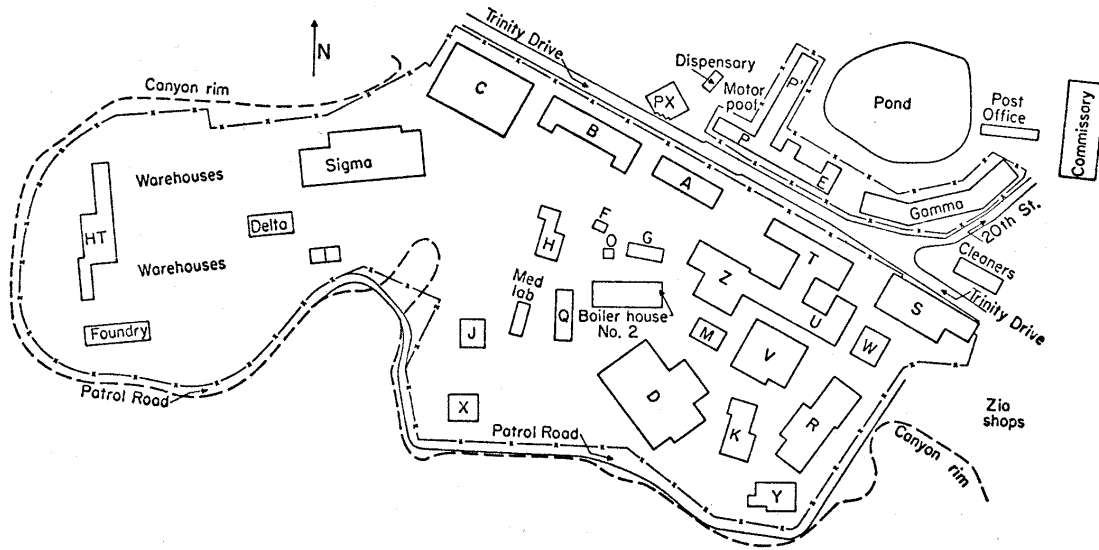 Trinity Drive
N
Canyon rim
C
B
A
PX
Dispensary
Motor
pool
P
P'
E
Pond
Post
Office
Commissary
Gamma
20th St.
Cleaners
Trinity Drive
Sigma
Warehouses
HT
Delta
Warehouses
Foundry
Patrol Road
H
F
O
G
Med
lab
Q
Boiler house
No. 2
J
X
Z
T
U
S
M
V
W
D
K
R
Y
Patrol Road
Zia
shops
Canyon
rim